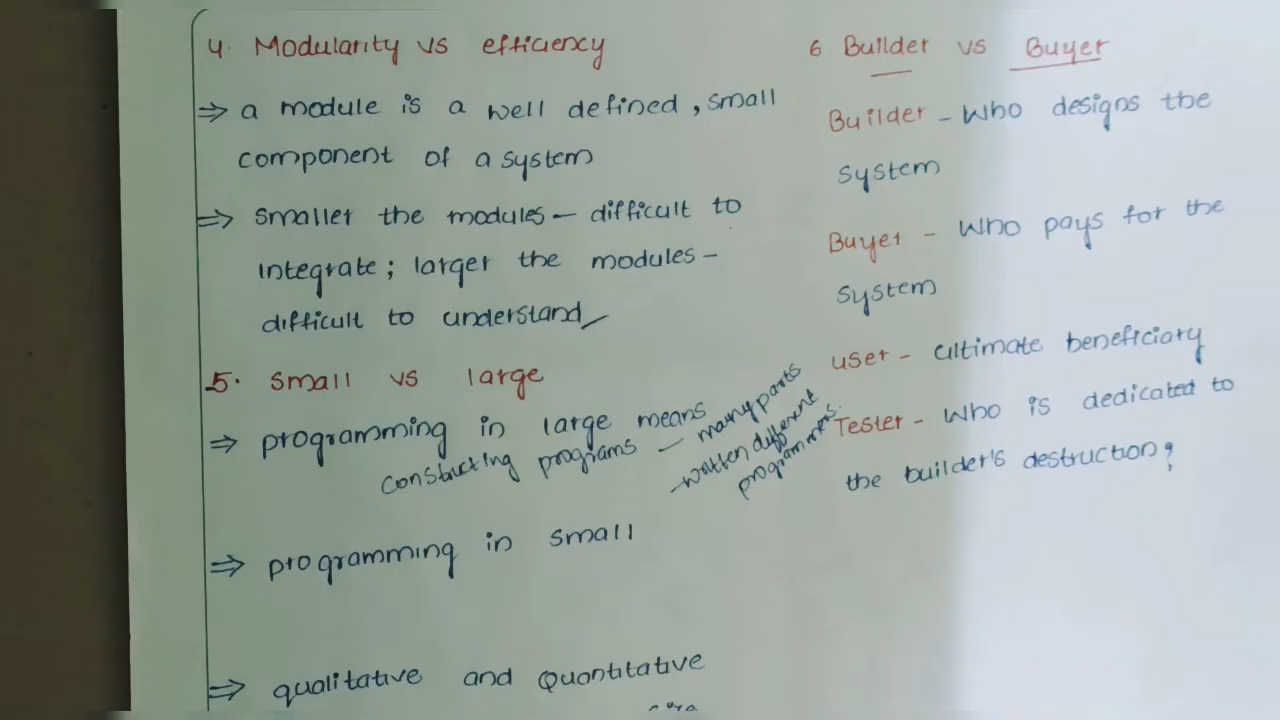 4. Modularity vs efficiency
⇒ a module is a well defined, small
component of a system
⇒ smaller the modules - difficult to
integrate; larger the modules -
difficult to understand
5. small vs large
⇒ programming in large means
constructing programs - many parts
- written different
programmers.
⇒ programming in small
⇒ qualitative and Quantitative
6 Builder vs Buyer
Builder - Who designs the
system
Buyer - Who pays for the
system
user - ultimate beneficiary
Tester - Who is dedicated to
the builder's destruction?